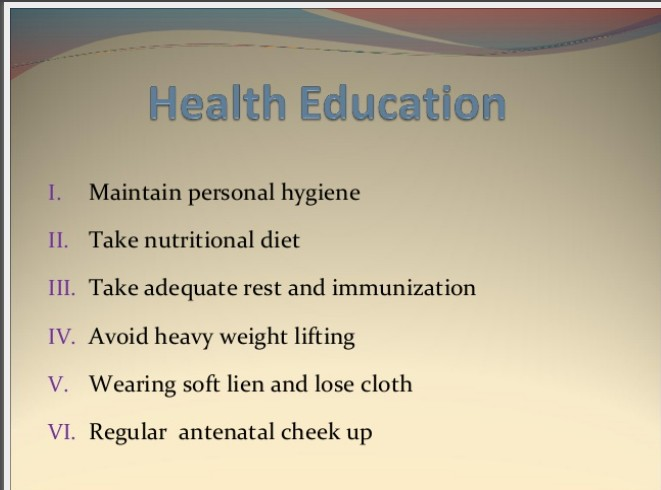 Health Education
I. Maintain personal hygiene
II. Take nutritional diet
III. Take adequate rest and immunization
IV. Avoid heavy weight lifting
V. Wearing soft lien and lose cloth
VI. Regular antenatal cheek up